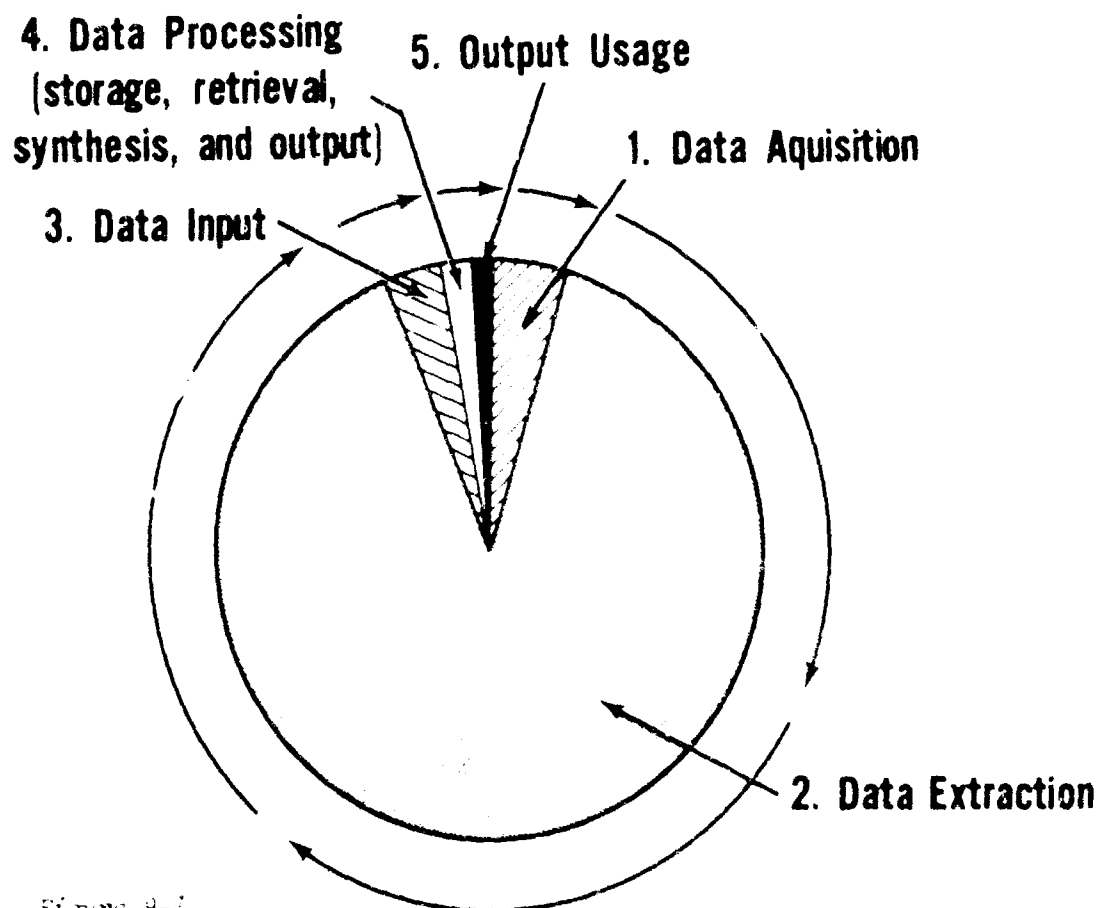 4. Data Processing
(storage, retrieval,
synthesis, and output)
5. Output Usage
1. Data Aquisition
3. Data Input
2. Data Extraction